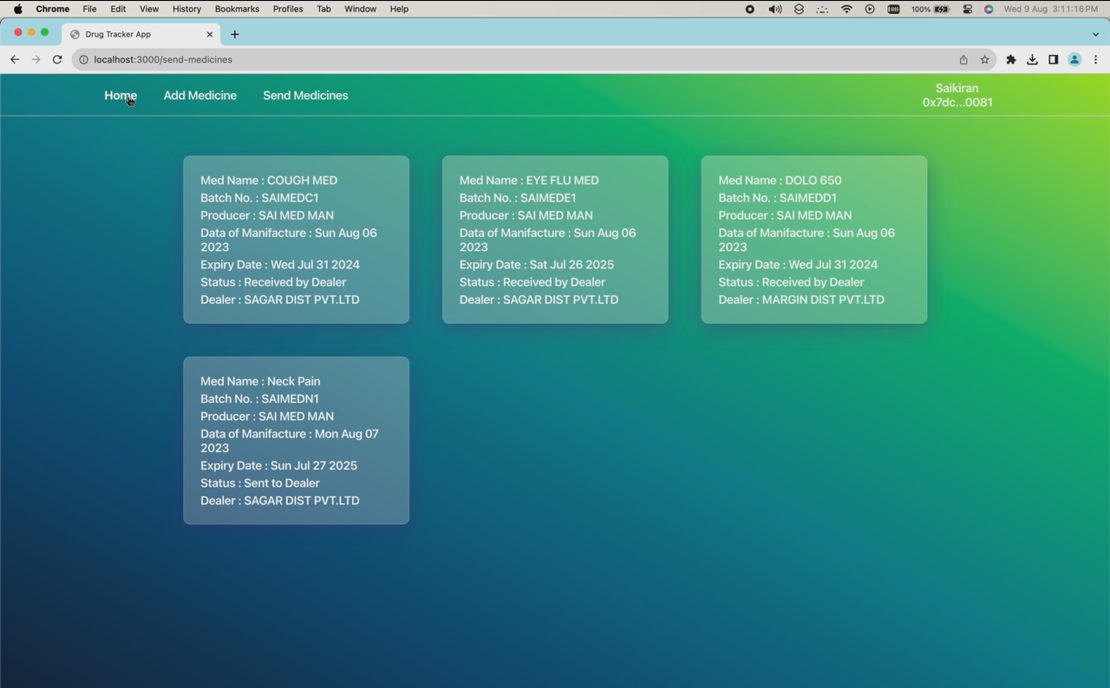 Chrome File Edit View History Bookmarks Profiles Tab Window Help 100% Wed 9 Aug 3:11:16 PM
Drug Tracker App
localhost:3000/send-medicines
Home Add Medicine Send Medicines
Saikiran
0x7dc...0081
Med Name : COUGH MED
Batch No. : SAIMEDC1
Producer : SAI MED MAN
Data of Manifacture : Sun Aug 06
2023
Expiry Date : Wed Jul 31 2024
Status : Received by Dealer
Dealer : SAGAR DIST PVT.LTD
Med Name : EYE FLU MED
Batch No. : SAIMEDE1
Producer : SAI MED MAN
Data of Manifacture : Sun Aug 06
2023
Expiry Date : Sat Jul 26 2025
Status : Received by Dealer
Dealer : SAGAR DIST PVT.LTD
Med Name : DOLO 650
Batch No. : SAIMEDD1
Producer : SAI MED MAN
Data of Manifacture : Sun Aug 06
2023
Expiry Date : Wed Jul 31 2024
Status : Received by Dealer
Dealer : MARGIN DIST PVT.LTD
Med Name : Neck Pain
Batch No. : SAIMEDN1
Producer : SAI MED MAN
Data of Manifacture : Mon Aug 07
2023
Expiry Date : Sun Jul 27 2025
Status : Sent to Dealer
Dealer : SAGAR DIST PVT.LTD